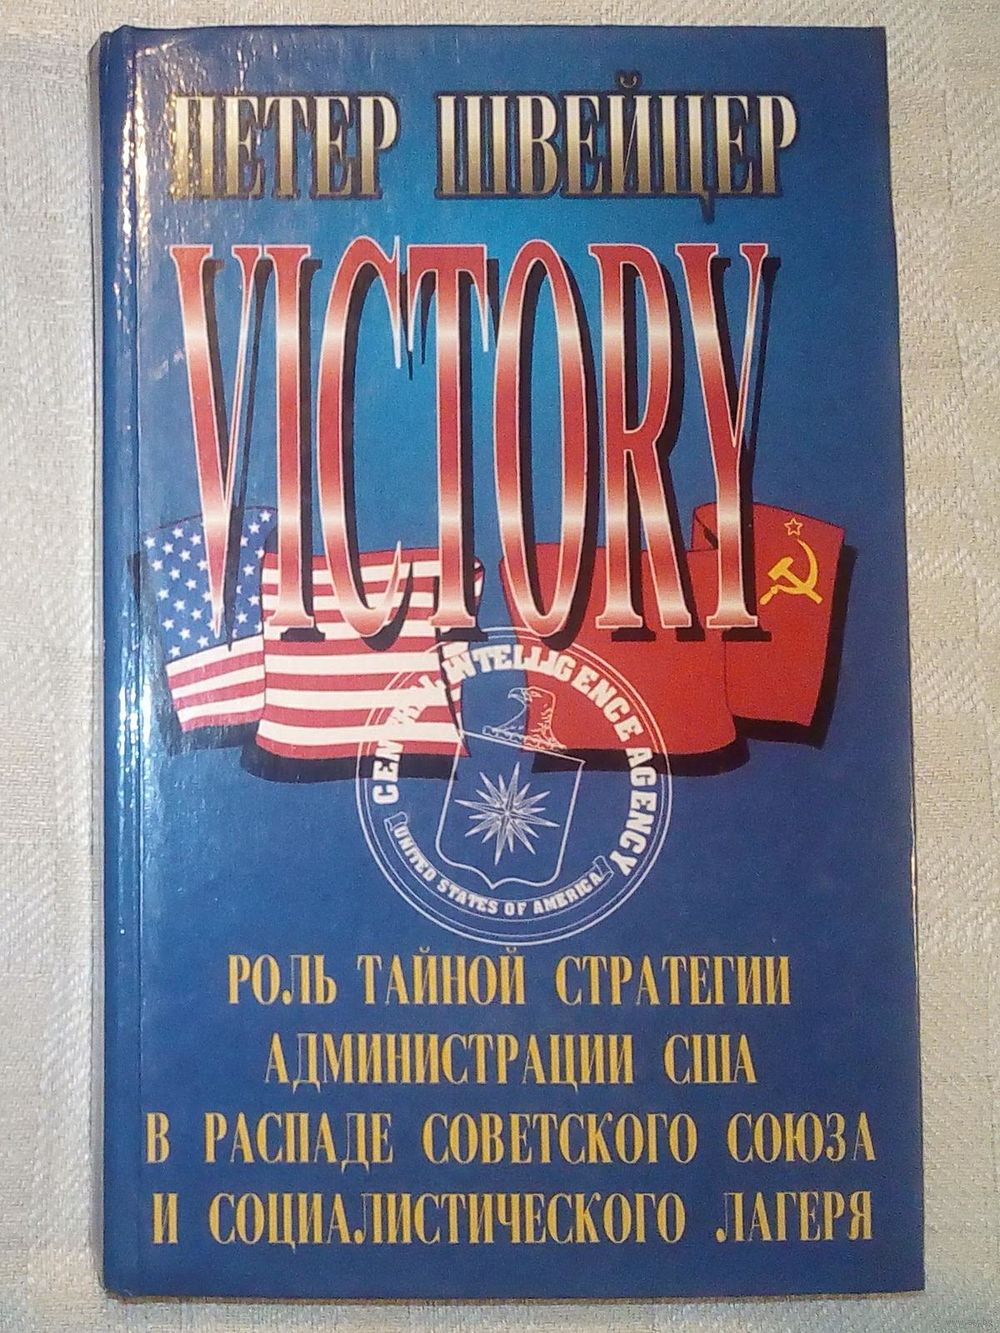 ПЕТЕР ШВЕЙЦЕР
VICTORY
CENTRAL INTELLIGENCE AGENCY
UNITED STATES OF AMERICA
РОЛЬ ТАЙНОЙ СТРАТЕГИИ
АДМИНИСТРАЦИИ США
В РАСПАДЕ СОВЕТСКОГО СОЮЗА
И СОЦИАЛИСТИЧЕСКОГО ЛАГЕРЯ